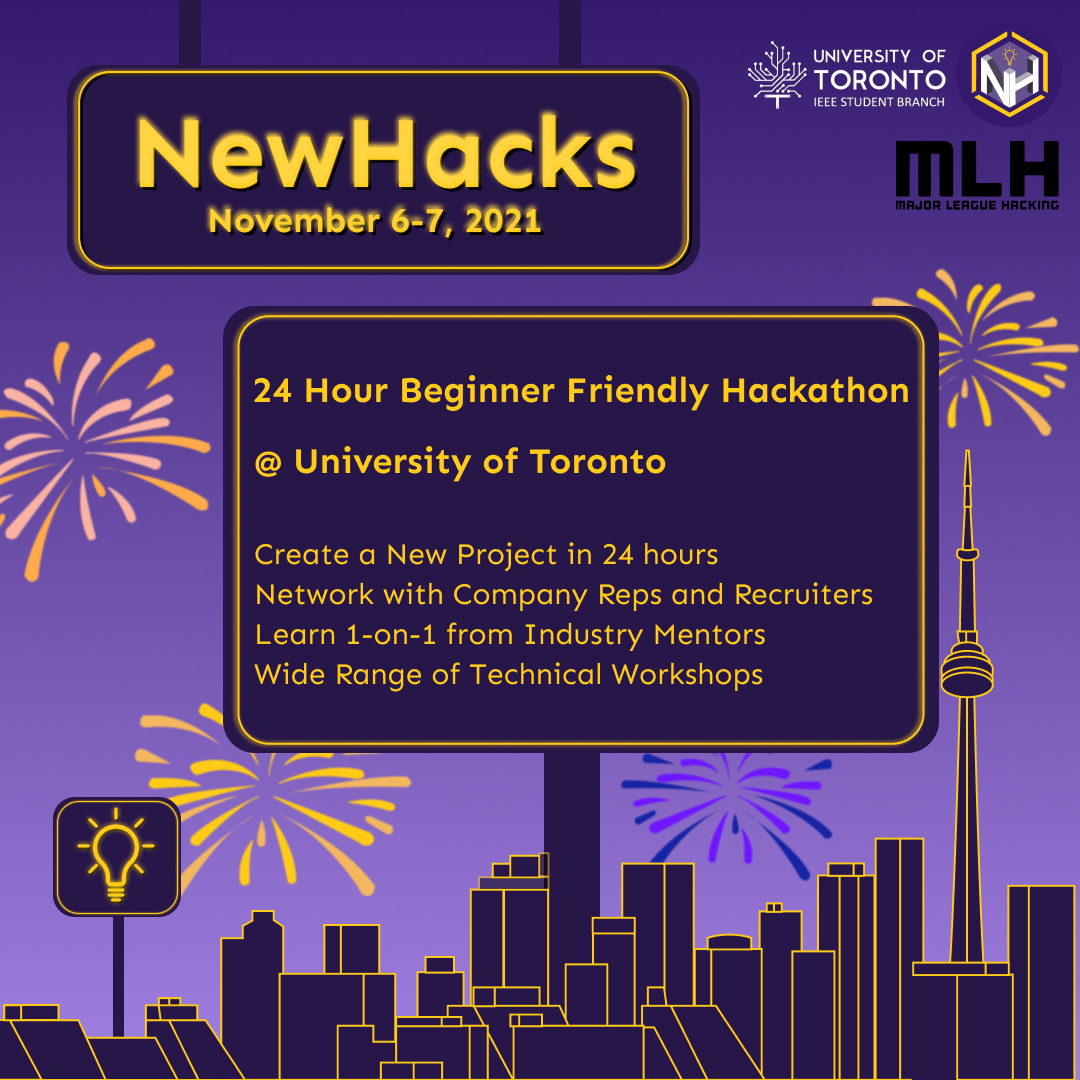 NewHacks
November 6-7, 2021
UNIVERSITY OF
TORONTO
IEEE STUDENT BRANCH
NH
MLH
MAJOR LEAGUE HACKING
24 Hour Beginner Friendly Hackathon
@ University of Toronto
Create a New Project in 24 hours
Network with Company Reps and Recruiters
Learn 1-on-1 from Industry Mentors
Wide Range of Technical Workshops